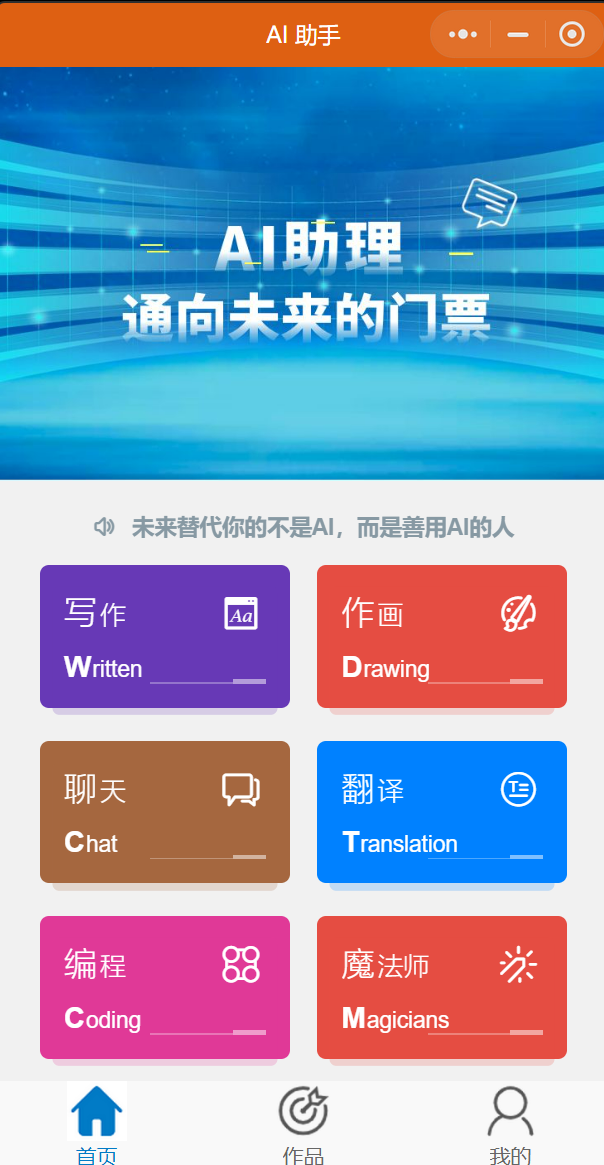 AI 助手
AI助理
通向未来的门票
未来替代你的不是AI，而是善用AI的人
写作
Aa
Written
作画
Drawing
聊天
Chat
翻译
T
Translation
编程
Coding
魔法师
Magicians
首页
作品
我的